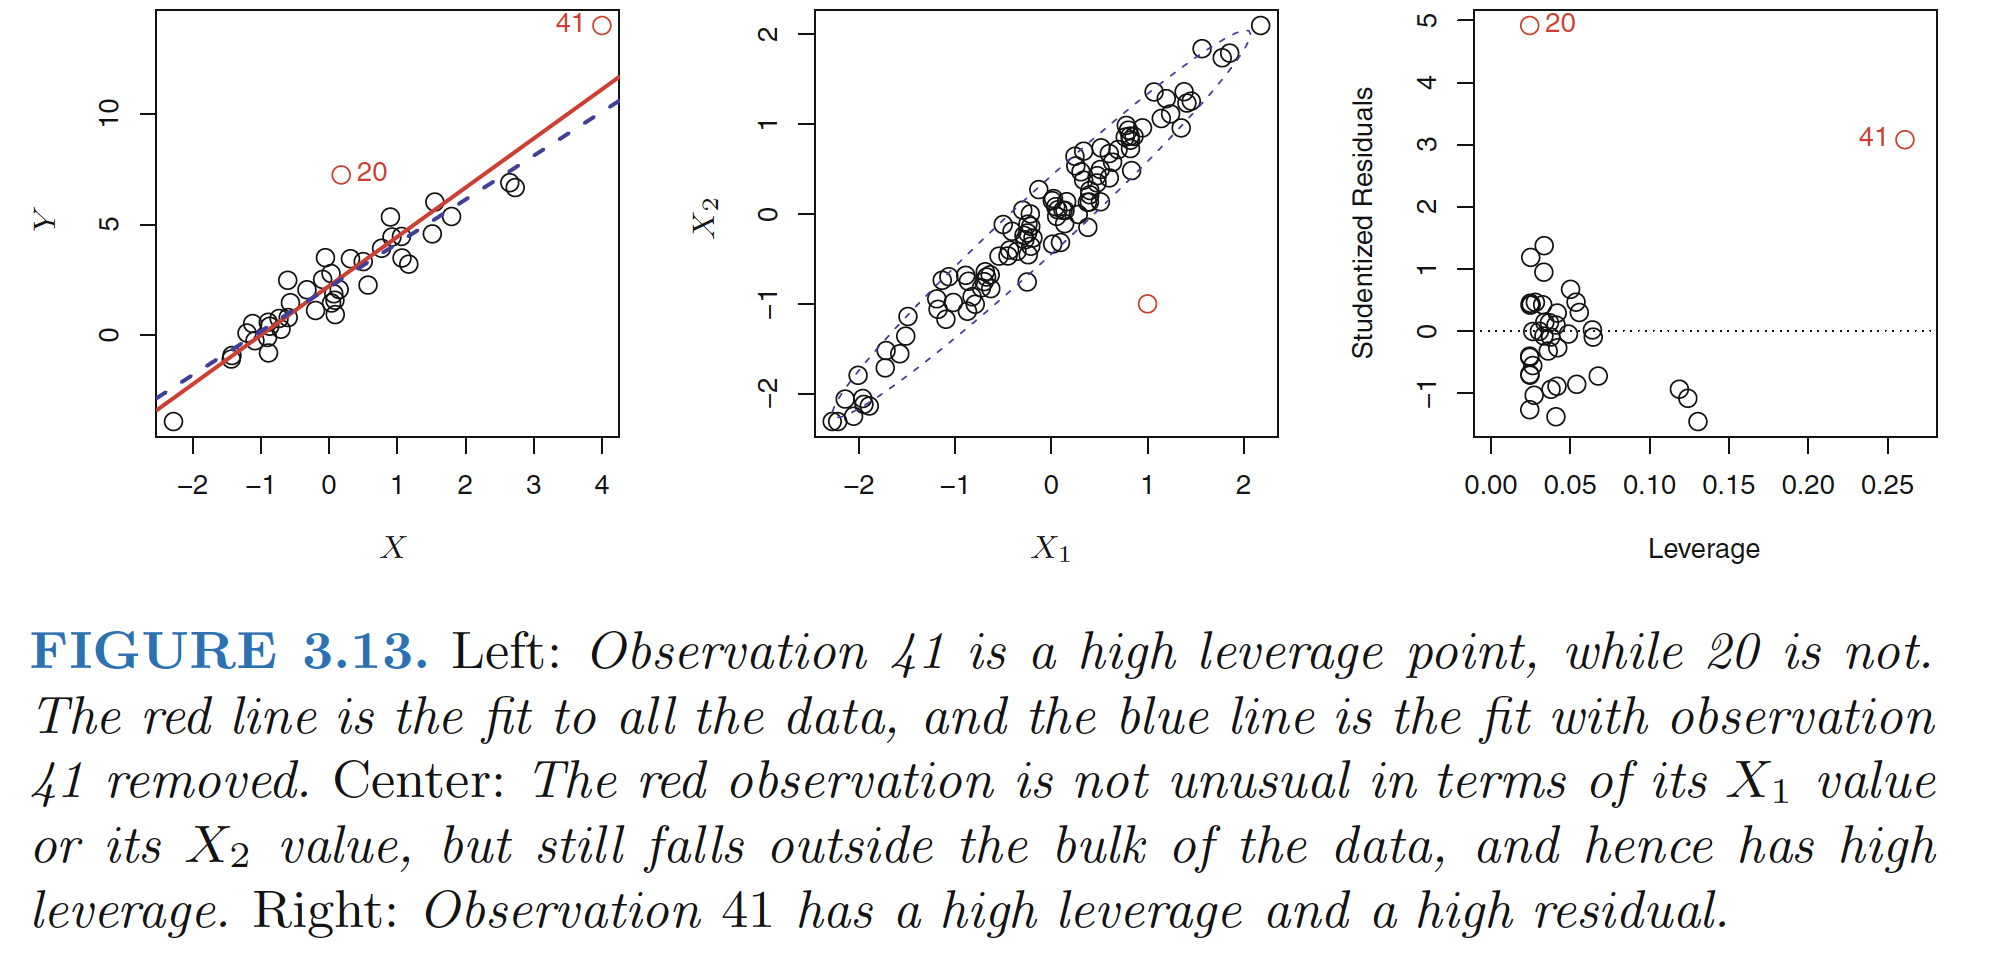 41
20
Y
0
5
10
−2 −1 0 1 2 3 4
X
X2
−2
−1
0
1
2
−2 −1 0 1 2
X1
20
41
Studentized Residuals
−1
0
1
2
3
4
5
0.00 0.05 0.10 0.15 0.20 0.25
Leverage
FIGURE 3.13. Left: Observation 41 is a high leverage point, while 20 is not.
The red line is the fit to all the data, and the blue line is the fit with observation
41 removed. Center: The red observation is not unusual in terms of its X1 value
or its X2 value, but still falls outside the bulk of the data, and hence has high
leverage. Right: Observation 41 has a high leverage and a high residual.